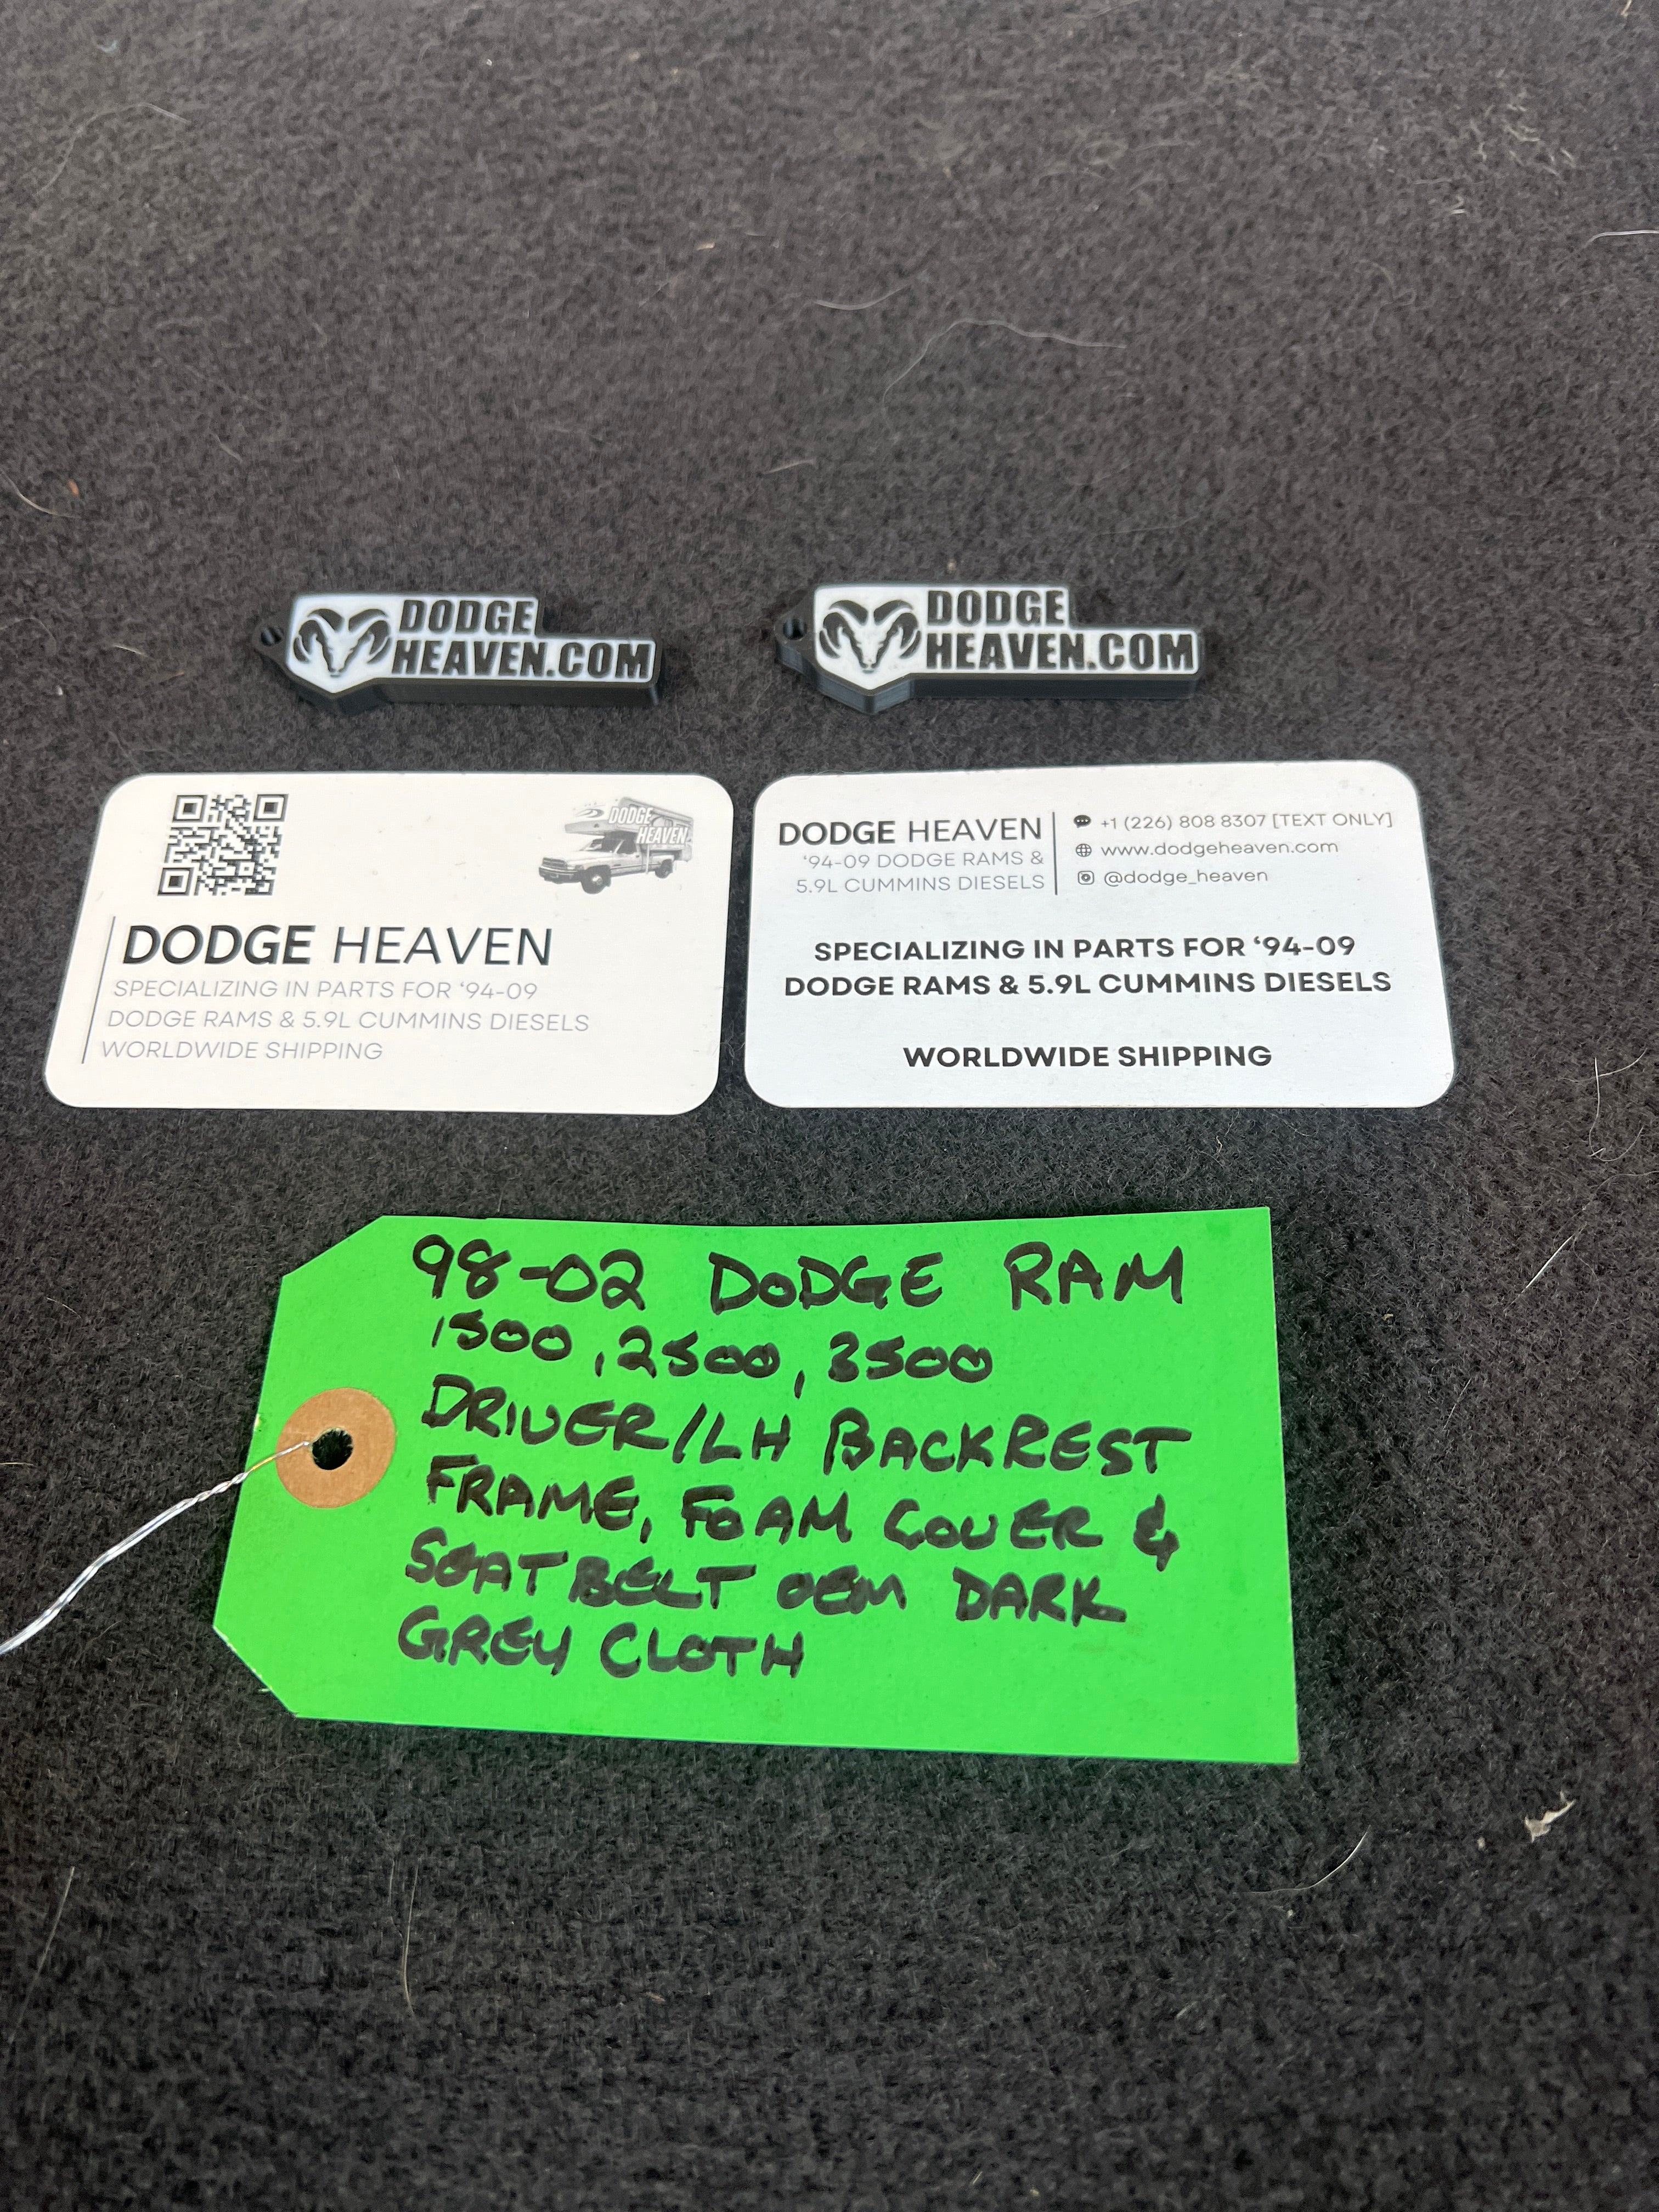 DODGE
HEAVEN.COM
DODGE
HEAVEN.COM
DODGE
HEAVEN
DODGE HEAVEN
SPECIALIZING IN PARTS FOR ‘94-09
DODGE RAMS & 5.9L CUMMINS DIESELS
WORLDWIDE SHIPPING
DODGE HEAVEN
‘94-09 DODGE RAMS &
5.9L CUMMINS DIESELS
+1 (226) 808 8307 [TEXT ONLY]
www.dodgeheaven.com
@dodge_heaven
SPECIALIZING IN PARTS FOR ‘94-09
DODGE RAMS & 5.9L CUMMINS DIESELS
WORLDWIDE SHIPPING
98-02 DODGE RAM
1500, 2500, 3500
DRIVER/LH BACKREST
FRAME, FOAM COVER &
SEATBELT OEM DARK
GREY CLOTH